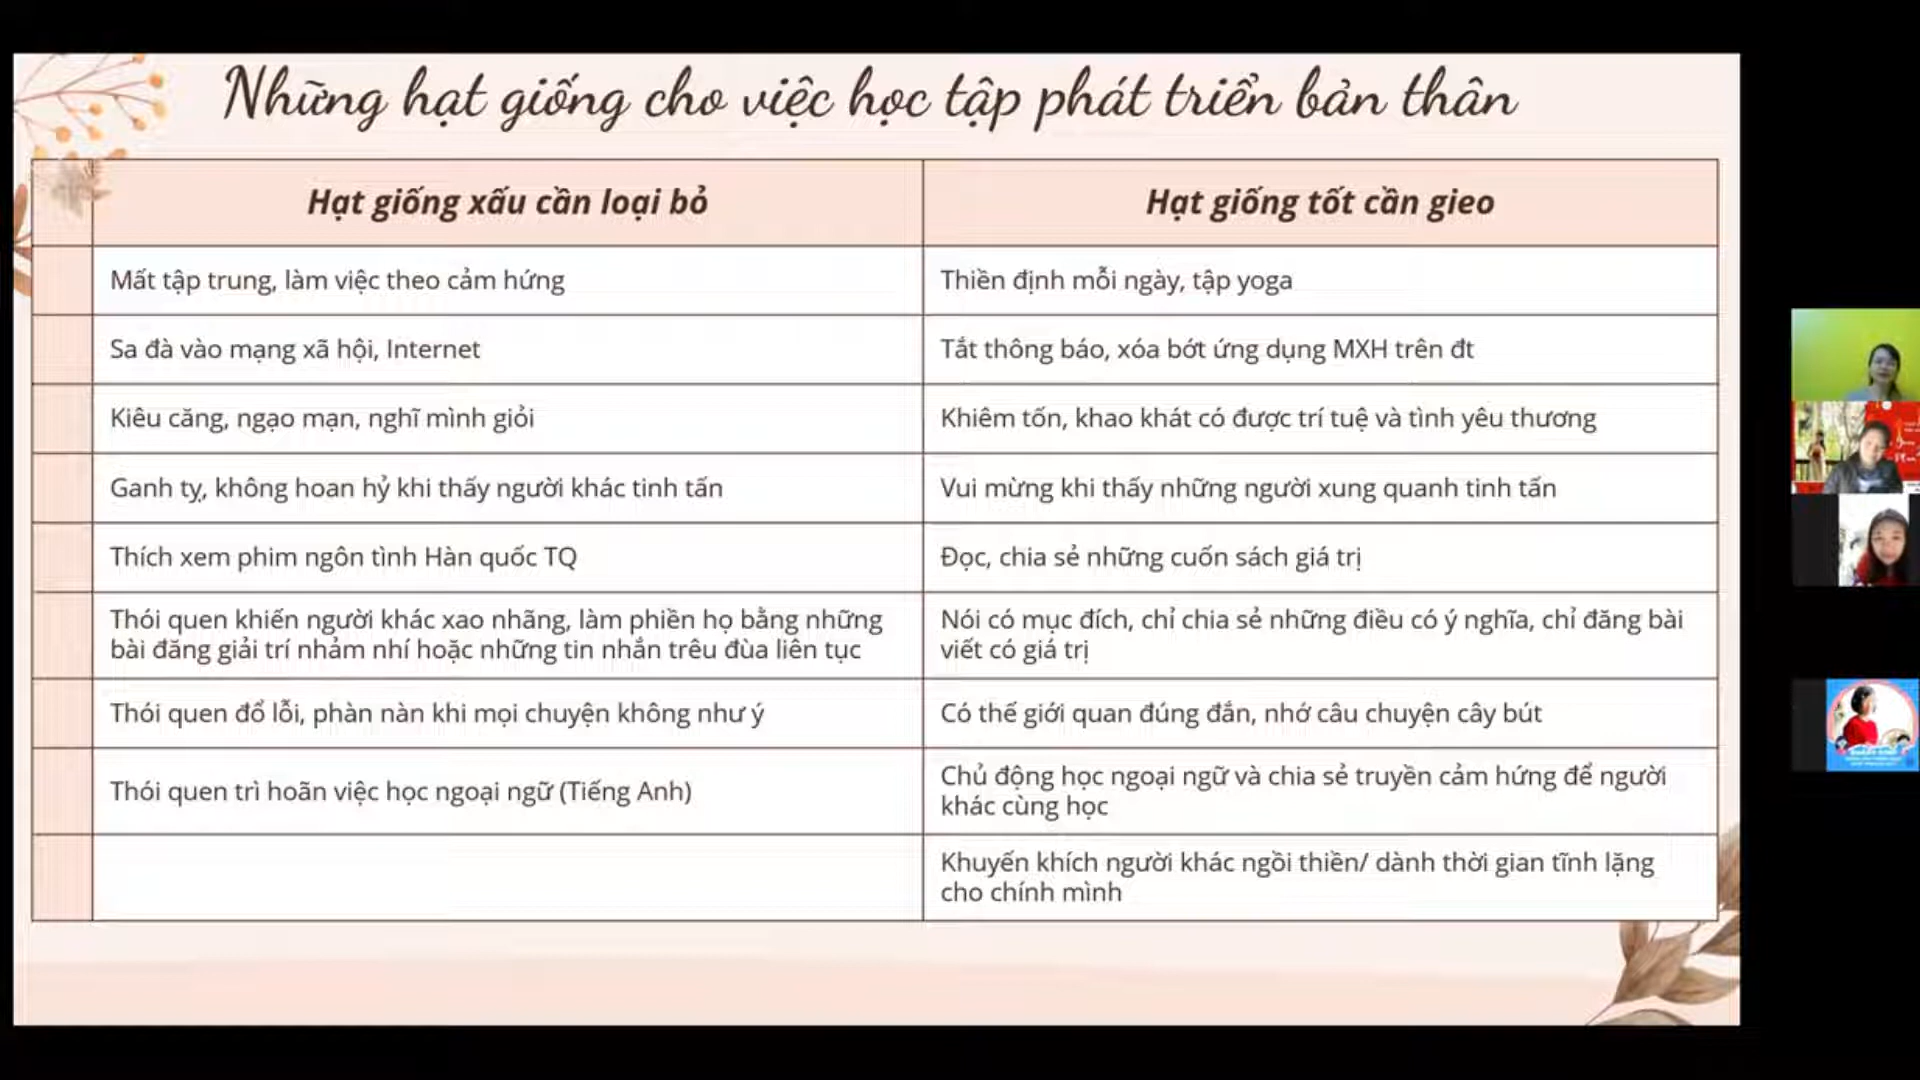 Những hạt giống cho việc học tập phát triển bản thân
Hạt giống xấu cần loại bỏ
Hạt giống tốt cần gieo
Mất tập trung, làm việc theo cảm hứng
Thiền định mỗi ngày, tập yoga
Sa đà vào mạng xã hội, Internet
Tắt thông báo, xóa bớt ứng dụng MXH trên đt
Kiêu căng, ngạo mạn, nghĩ mình giỏi
Khiêm tốn, khao khát có được trí tuệ và tình yêu thương
Ganh tỵ, không hoan hỷ khi thấy người khác tinh tấn
Vui mừng khi thấy những người xung quanh tinh tấn
Thích xem phim ngôn tình Hàn quốc TQ
Đọc, chia sẻ những cuốn sách giá trị
Thói quen khiến người khác xao nhãng, làm phiền họ bằng những
bài đăng giải trí nhảm nhí hoặc những tin nhắn trêu đùa liên tục
Nói có mục đích, chỉ chia sẻ những điều có ý nghĩa, chỉ đăng bài
viết có giá trị
Thói quen đổ lỗi, phàn nàn khi mọi chuyện không như ý
Có thế giới quan đúng đắn, nhớ câu chuyện cây bút
Thói quen trì hoãn việc học ngoại ngữ (Tiếng Anh)
Chủ động học ngoại ngữ và chia sẻ truyền cảm hứng để người
khác cùng học
Khuyến khích người khác ngồi thiền/ dành thời gian tĩnh lặng
cho chính mình